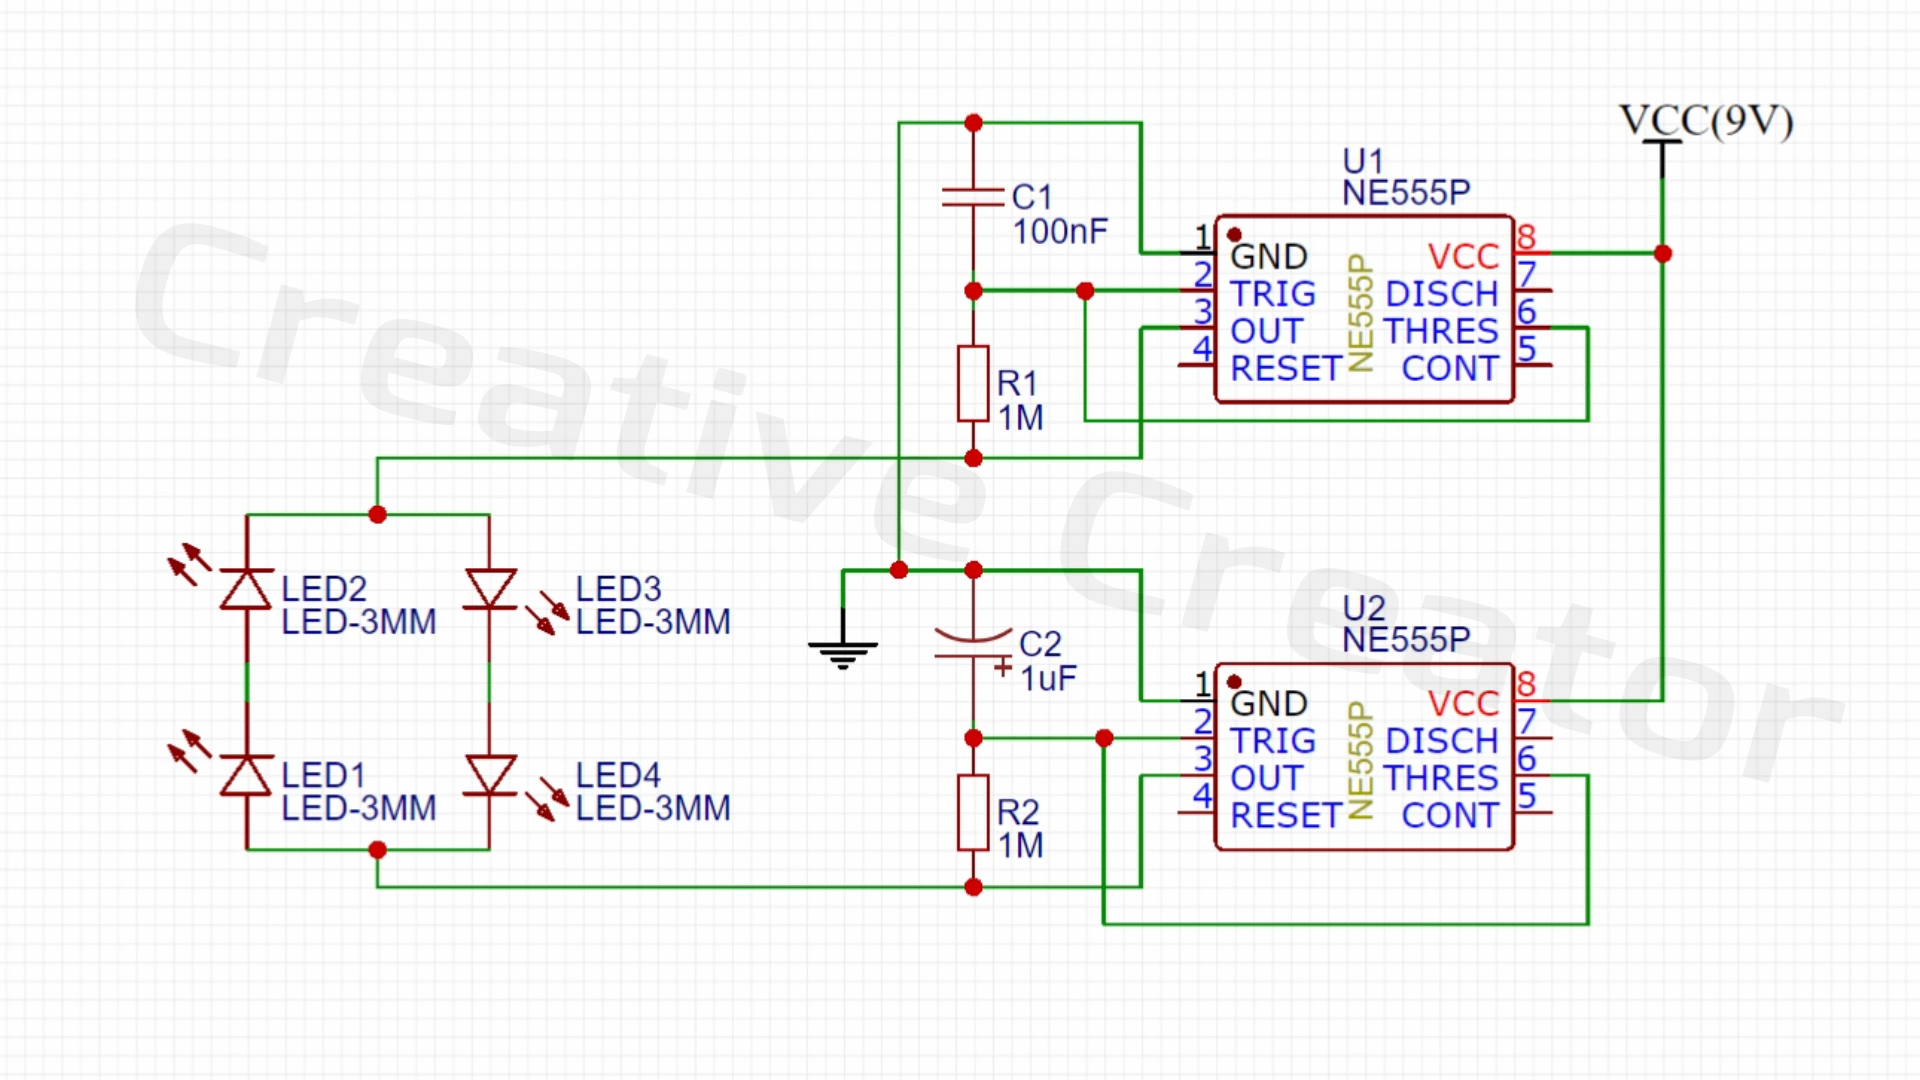 VCC(9V)
U1
NE555P
C1
100nF
1 GND VCC 8
2 TRIG DISCH 7
3 OUT THRES 6
4 RESET CONT 5
NE555P
R1
1M
Creative Creator
LED2
LED-3MM
LED3
LED-3MM
U2
NE555P
C2
+
1uF
1 GND VCC 8
2 TRIG DISCH 7
3 OUT THRES 6
4 RESET CONT 5
NE555P
LED1
LED-3MM
LED4
LED-3MM
R2
1M